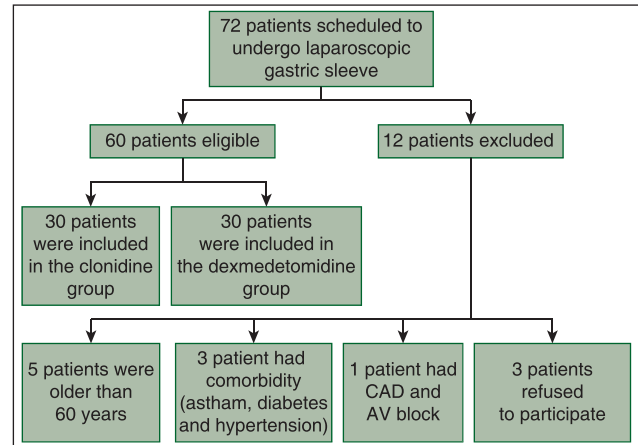 72 patients scheduled to
undergo laparoscopic
gastric sleeve
60 patients eligible
12 patients excluded
30 patients
were included
in the clonidine
group
30 patients
were included in
the dexmedetomidine
group
5 patients were
older than
60 years
3 patient had
comorbidity
(astham, diabetes
and hypertension)
1 patient had
CAD and
AV block
3 patients
refused
to participate